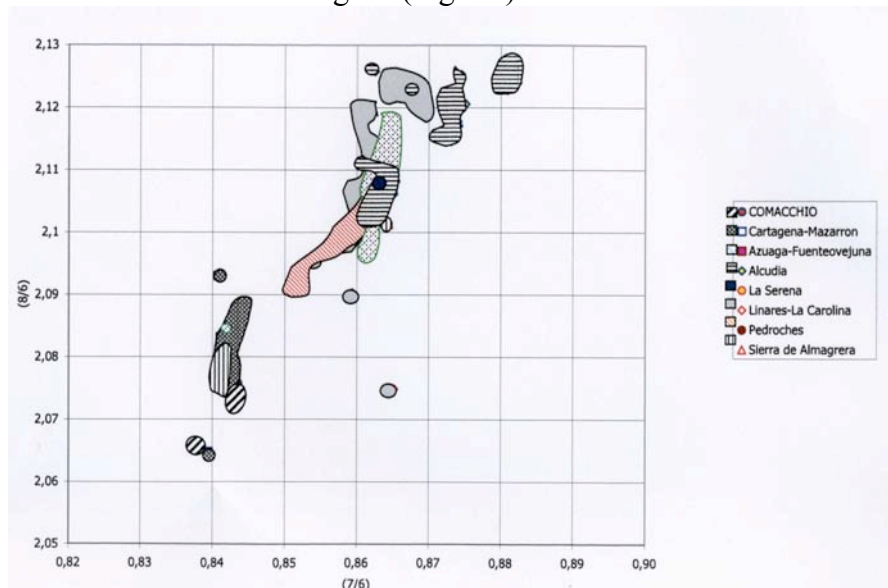 2,13
2,12
2,11
2,1
2,09
2,08
2,07
2,06
2,05
(8/6)
0,82 0,83 0,84 0,85 0,86 0,87 0,88 0,89 0,90
(7/6)
COMACCHIO
Cartagena-Mazarron
Azuaga-Fuenteovejuna
Alcudia
La Serena
Linares-La Carolina
Pedroches
Sierra de Almagrera